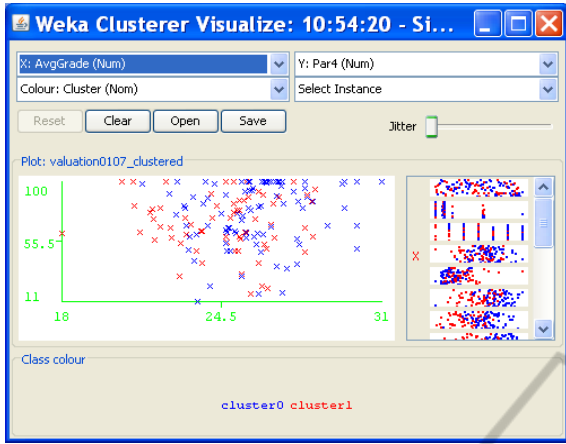 Weka Clusterer Visualize: 10:54:20 - Si...
X: AvgGrade (Num) Y: Par4 (Num)
Colour: Cluster (Nom) Select Instance
Reset Clear Open Save Jitter
Plot: valuation0107_clustered
100
55.5
11
18 24.5 31
X
Class colour
cluster0 cluster1